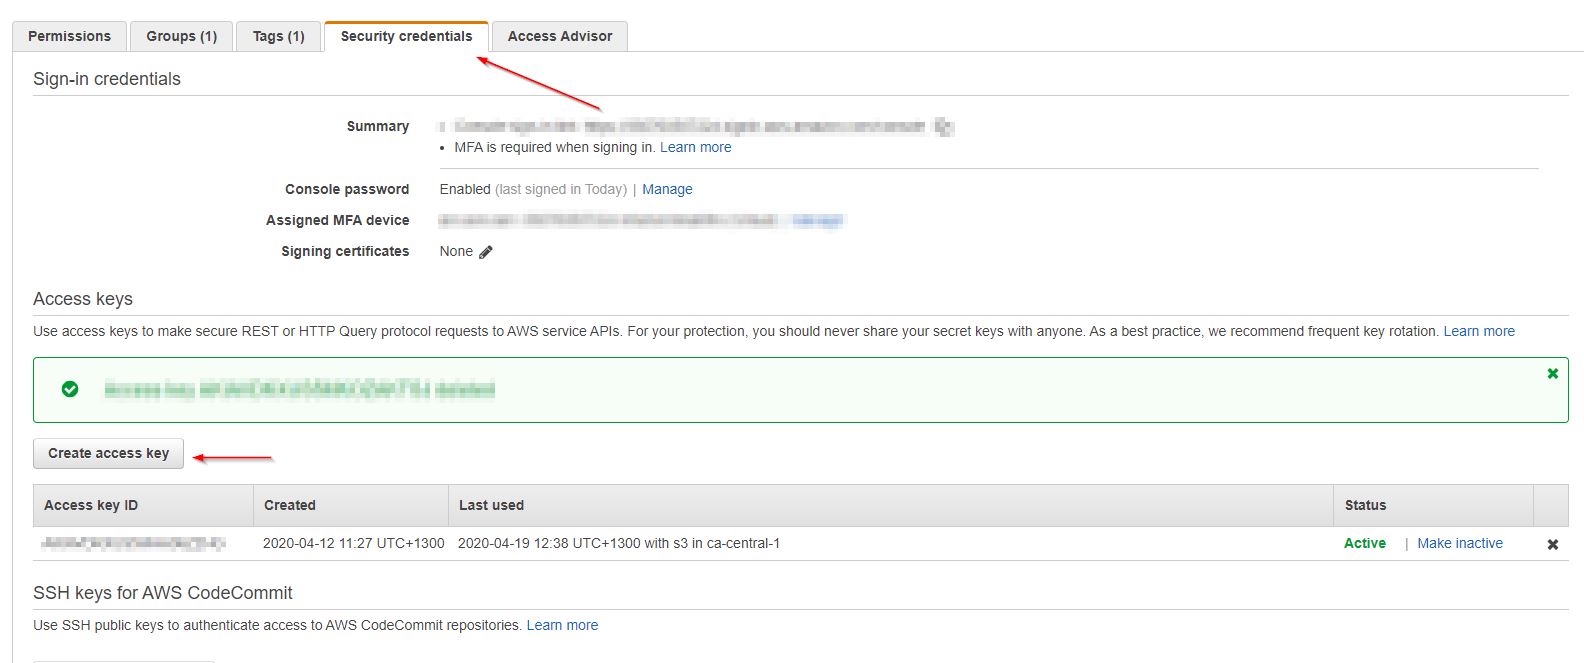 Permissions Groups (1) Tags (1) Security credentials Access Advisor
Sign-in credentials
Summary
• MFA is required when signing in. Learn more
Console password Enabled (last signed in Today) | Manage
Assigned MFA device
Signing certificates None
Access keys
Use access keys to make secure REST or HTTP Query protocol requests to AWS service APIs. For your protection, you should never share your secret keys with anyone. As a best practice, we recommend frequent key rotation. Learn more
Create access key
Access key ID Created Last used Status
2020-04-12 11:27 UTC+1300 2020-04-19 12:38 UTC+1300 with s3 in ca-central-1 Active | Make inactive
SSH keys for AWS CodeCommit
Use SSH public keys to authenticate access to AWS CodeCommit repositories. Learn more